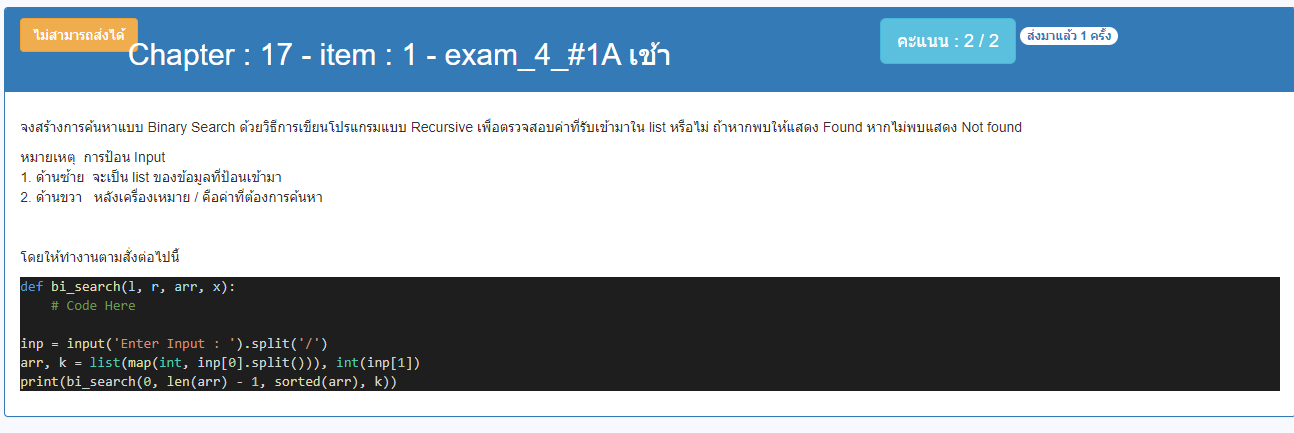 ไม่สามารถส่งได้
Chapter : 17 - item : 1 - exam_4_#1A เช้า
คะแนน : 2 / 2
ส่งมาแล้ว 1 ครั้ง
จงสร้างการค้นหาแบบ Binary Search ด้วยวิธีการเขียนโปรแกรมแบบ Recursive เพื่อตรวจสอบค่าที่รับเข้ามาใน list หรือไม่ ถ้าหากพบให้แสดง Found หากไม่พบแสดง Not found
หมายเหตุ การป้อน Input
1. ด้านซ้าย จะเป็น list ของข้อมูลที่ป้อนเข้ามา
2. ด้านขวา หลังเครื่องเหมาย / คือค่าที่ต้องการค้นหา
โดยให้ทำงานตามสั่งต่อไปนี้
def bi_search(l, r, arr, x):
    # Code Here
inp = input('Enter Input : ').split('/')
arr, k = list(map(int, inp[0].split())), int(inp[1])
print(bi_search(0, len(arr) - 1, sorted(arr), k))